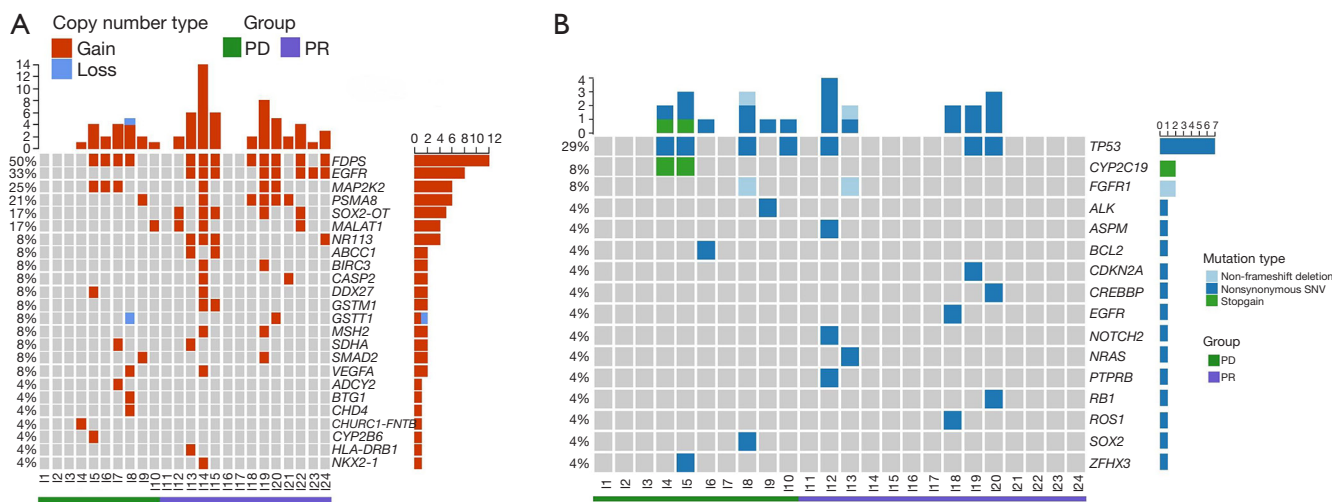 A
Copy number type
Gain
Loss
Group
PD PR
14
12
10
8
6
4
2
0
0 2 4 6 8 10 12
50% FDPS
33% EGFR
25% MAP2K2
21% PSMA8
17% SOX2-OT
17% MALAT1
8% NR113
8% ABCC1
8% BIRC3
8% CASP2
8% DDX27
8% GSTM1
8% GSTT1
8% MSH2
8% SDHA
8% SMAD2
8% VEGFA
4% ADCY2
4% BTG1
4% CHD4
4% CHURC1-FNTB
4% CYP2B6
4% HLA-DRB1
4% NKX2-1
I1 I2 I3 I4 I5 I6 I7 I8 I9 I10 I11 I12 I13 I14 I15 I16 I17 I18 I19 I20 I21 I22 I23 I24
B
4
3
2
1
0
0 1 2 3 4 5 6 7
29% TP53
8% CYP2C19
8% FGFR1
4% ALK
4% ASPM
4% BCL2
4% CDKN2A
4% CREBBP
4% EGFR
4% NOTCH2
4% NRAS
4% PTPRB
4% RB1
4% ROS1
4% SOX2
4% ZFHX3
I1 I2 I3 I4 I5 I6 I7 I8 I9 I10 I11 I12 I13 I14 I15 I16 I17 I18 I19 I20 I21 I22 I23 I24
Mutation type
Non-frameshift deletion
Nonsynonymous SNV
Stopgain
Group
PD
PR